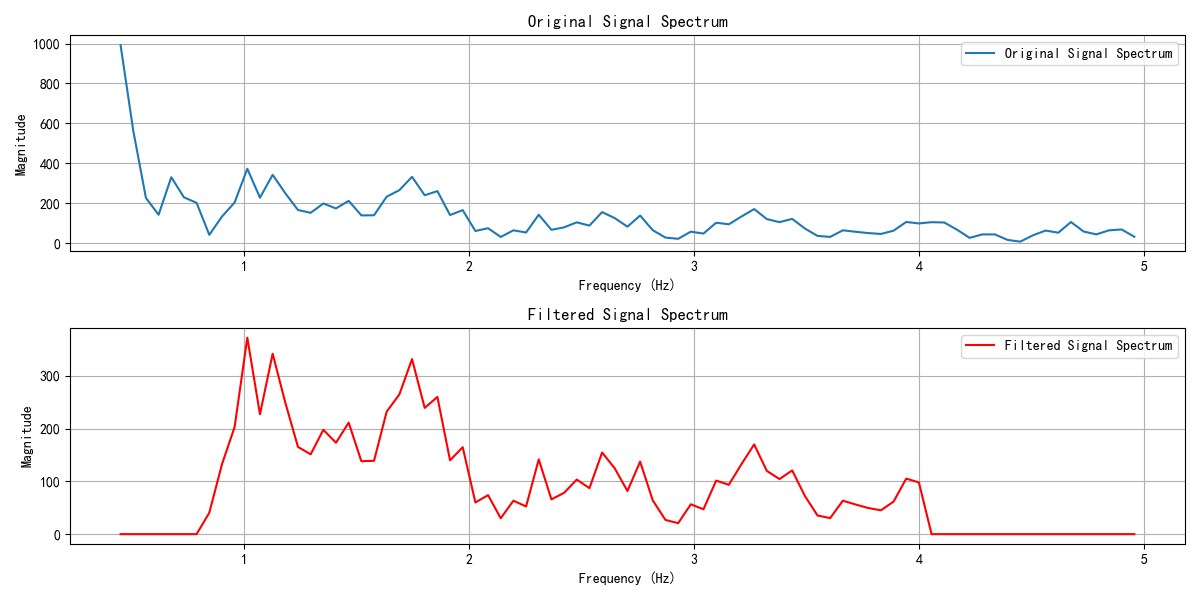 Original Signal Spectrum
1000
800
600
400
200
0
Magnitude
Original Signal Spectrum
1 2 3 4 5
Frequency (Hz)
Filtered Signal Spectrum
300
200
100
0
Magnitude
Filtered Signal Spectrum
1 2 3 4 5
Frequency (Hz)